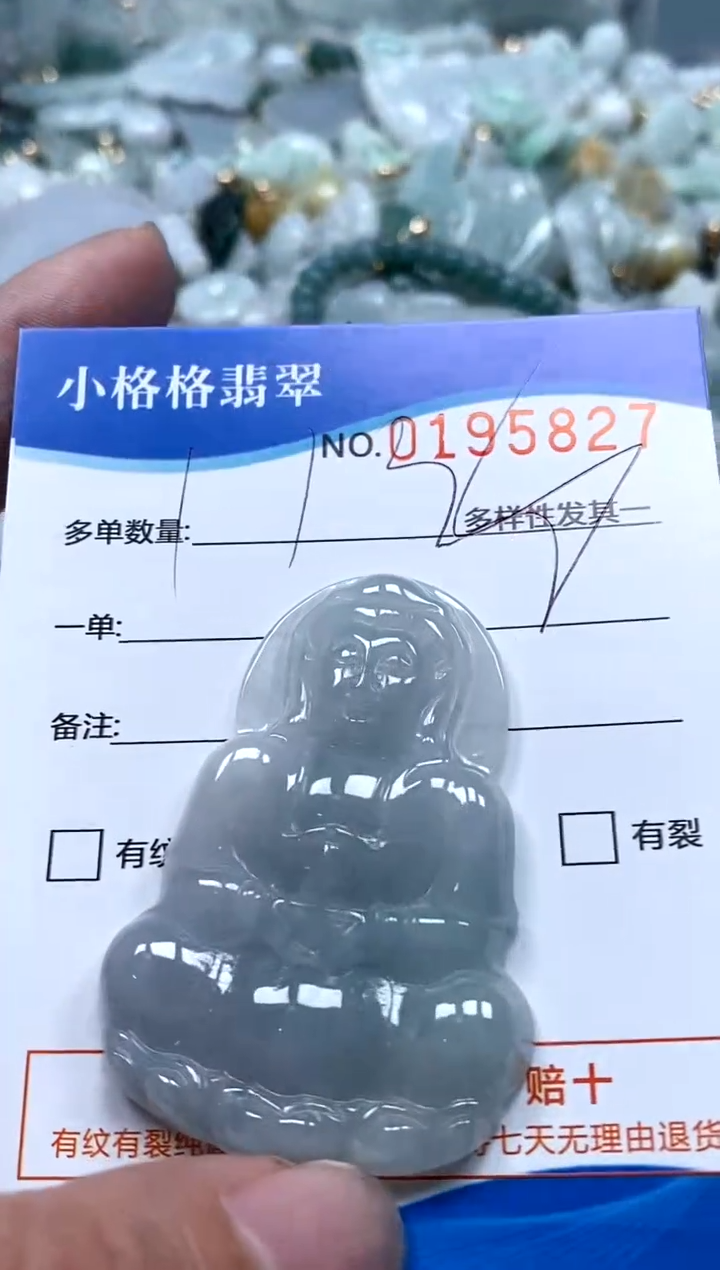 小格格翡翠
NO.0195827
多单数量: 多样性发其一
一单:
备注:
有纹 有裂
赔十
有纹有裂纯 七天无理由退货